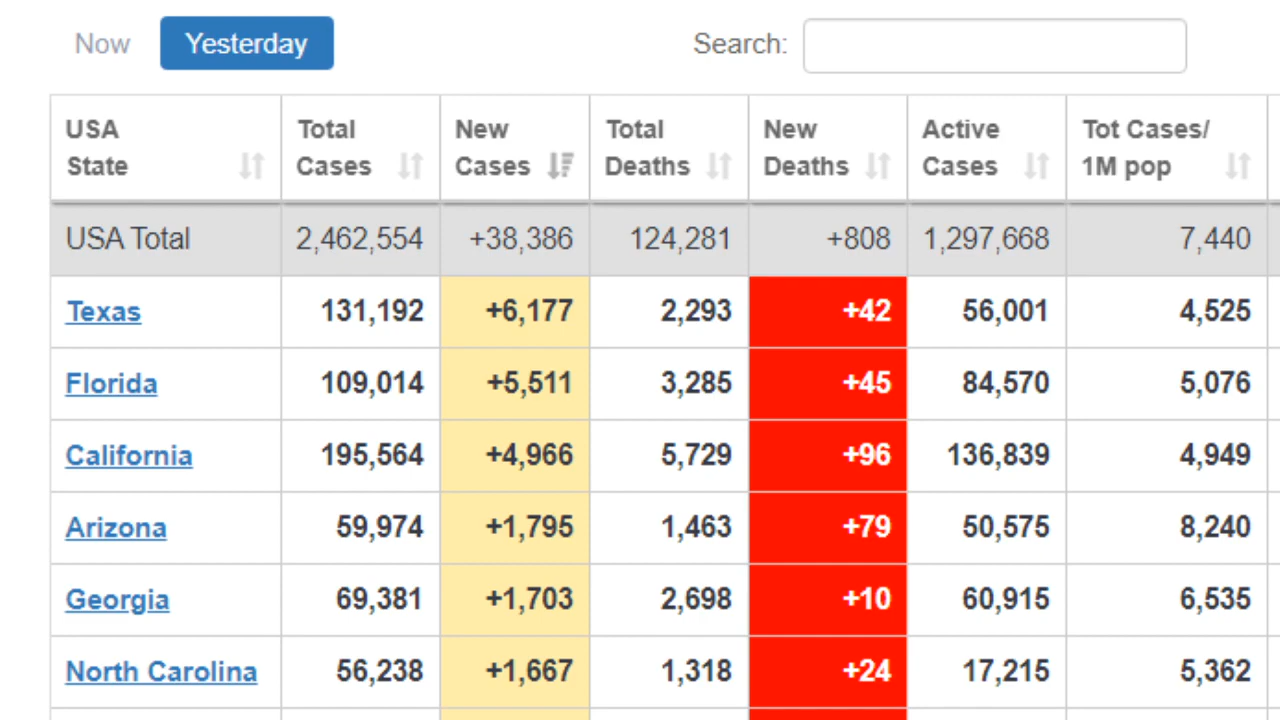 Now Yesterday Search:
USA State Total Cases New Cases Total Deaths New Deaths Active Cases Tot Cases/ 1M pop
USA Total 2,462,554 +38,386 124,281 +808 1,297,668 7,440
Texas 131,192 +6,177 2,293 +42 56,001 4,525
Florida 109,014 +5,511 3,285 +45 84,570 5,076
California 195,564 +4,966 5,729 +96 136,839 4,949
Arizona 59,974 +1,795 1,463 +79 50,575 8,240
Georgia 69,381 +1,703 2,698 +10 60,915 6,535
North Carolina 56,238 +1,667 1,318 +24 17,215 5,362